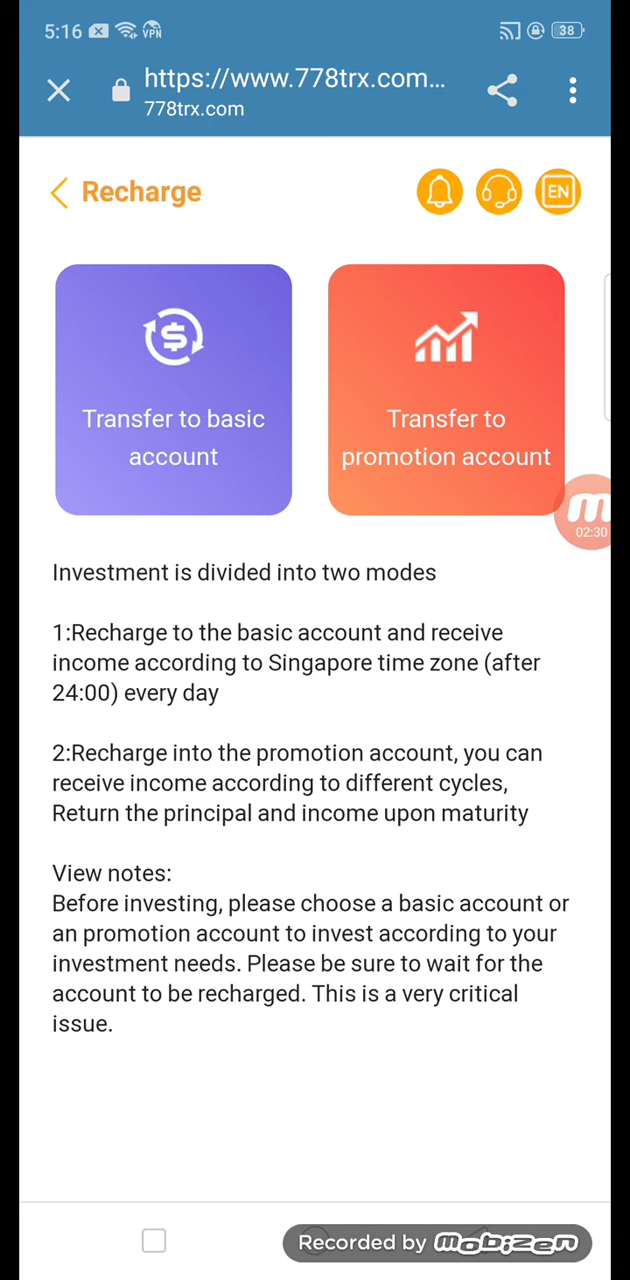 5:16 VPN 38
https://www.778trx.com...
778trx.com
Recharge EN
Transfer to basic
account
Transfer to
promotion account
02:30
Investment is divided into two modes
1:Recharge to the basic account and receive
income according to Singapore time zone (after
24:00) every day
2:Recharge into the promotion account, you can
receive income according to different cycles,
Return the principal and income upon maturity
View notes:
Before investing, please choose a basic account or
an promotion account to invest according to your
investment needs. Please be sure to wait for the
account to be recharged. This is a very critical
issue.
Recorded by mobizen